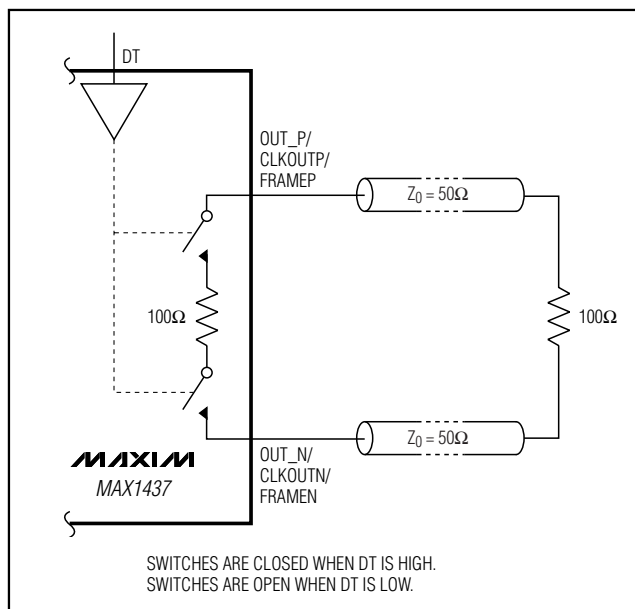 DT
OUT_P/
CLKOUTP/
FRAMEP
Z0 = 50Ω
100Ω
100Ω
Z0 = 50Ω
OUT_N/
CLKOUTN/
FRAMEN
MAXIM
MAX1437
SWITCHES ARE CLOSED WHEN DT IS HIGH.
SWITCHES ARE OPEN WHEN DT IS LOW.